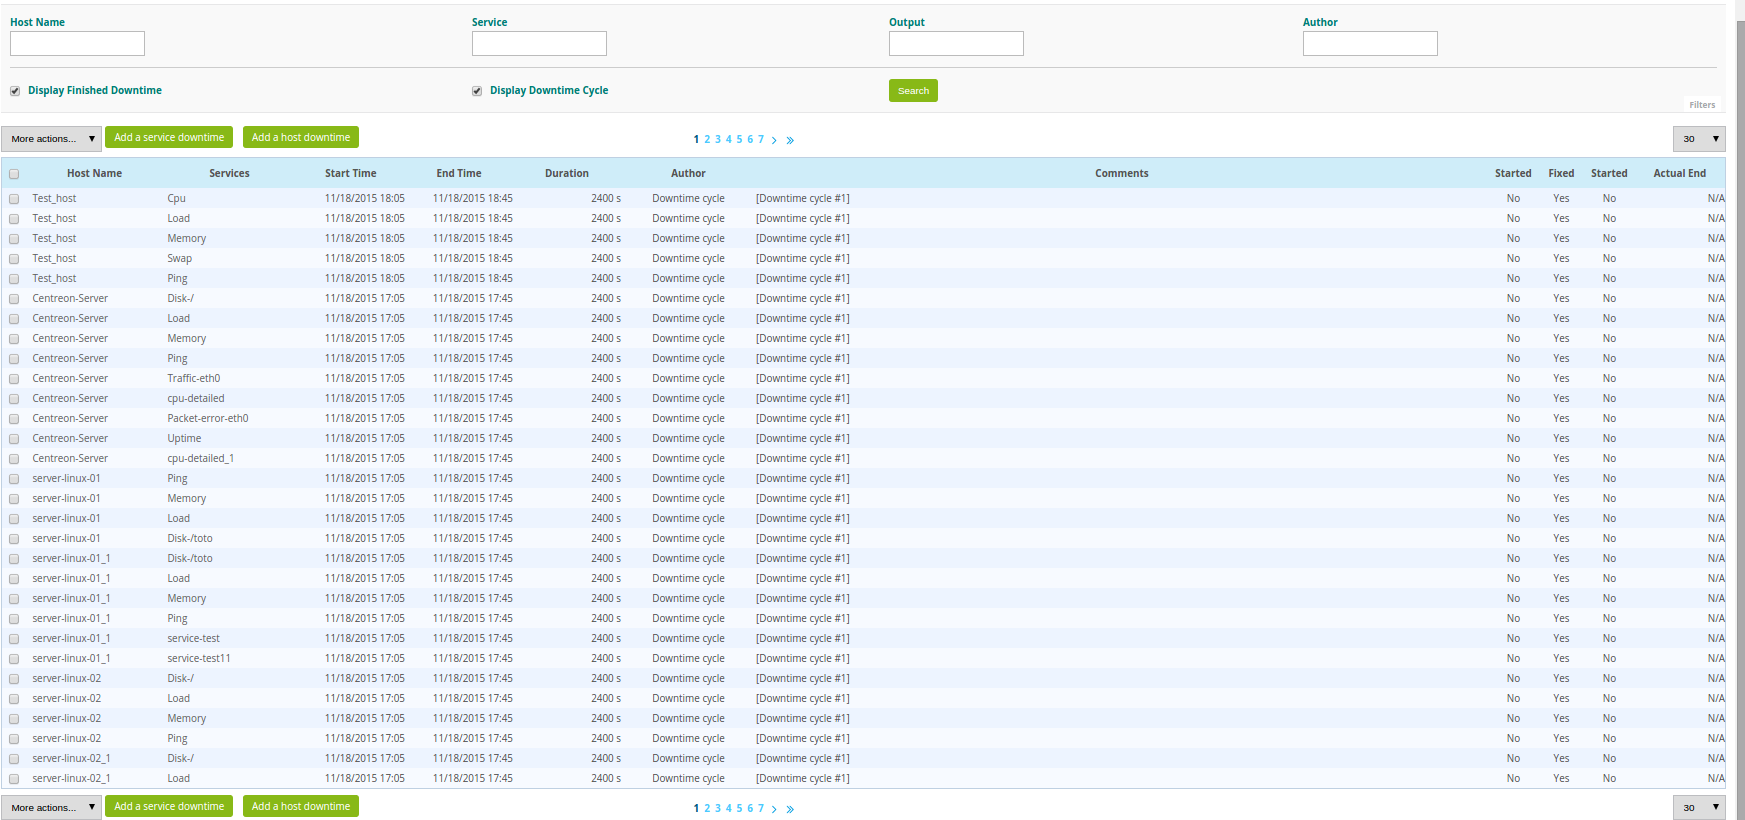 Host Name Service Output Author
Display Finished Downtime Display Downtime Cycle Search
Filters
More actions... Add a service downtime Add a host downtime 1 2 3 4 5 6 7 > » 30
Host Name Services Start Time End Time Duration Author Comments Started Fixed Started Actual End
Test_host Cpu 11/18/2015 18:05 11/18/2015 18:45 2400 s Downtime cycle [Downtime cycle #1] No Yes No N/A
Test_host Load 11/18/2015 18:05 11/18/2015 18:45 2400 s Downtime cycle [Downtime cycle #1] No Yes No N/A
Test_host Memory 11/18/2015 18:05 11/18/2015 18:45 2400 s Downtime cycle [Downtime cycle #1] No Yes No N/A
Test_host Swap 11/18/2015 18:05 11/18/2015 18:45 2400 s Downtime cycle [Downtime cycle #1] No Yes No N/A
Test_host Ping 11/18/2015 18:05 11/18/2015 18:45 2400 s Downtime cycle [Downtime cycle #1] No Yes No N/A
Centreon-Server Disk-/ 11/18/2015 17:05 11/18/2015 17:45 2400 s Downtime cycle [Downtime cycle #1] No Yes No N/A
Centreon-Server Load 11/18/2015 17:05 11/18/2015 17:45 2400 s Downtime cycle [Downtime cycle #1] No Yes No N/A
Centreon-Server Memory 11/18/2015 17:05 11/18/2015 17:45 2400 s Downtime cycle [Downtime cycle #1] No Yes No N/A
Centreon-Server Ping 11/18/2015 17:05 11/18/2015 17:45 2400 s Downtime cycle [Downtime cycle #1] No Yes No N/A
Centreon-Server Traffic-eth0 11/18/2015 17:05 11/18/2015 17:45 2400 s Downtime cycle [Downtime cycle #1] No Yes No N/A
Centreon-Server cpu-detailed 11/18/2015 17:05 11/18/2015 17:45 2400 s Downtime cycle [Downtime cycle #1] No Yes No N/A
Centreon-Server Packet-error-eth0 11/18/2015 17:05 11/18/2015 17:45 2400 s Downtime cycle [Downtime cycle #1] No Yes No N/A
Centreon-Server Uptime 11/18/2015 17:05 11/18/2015 17:45 2400 s Downtime cycle [Downtime cycle #1] No Yes No N/A
Centreon-Server cpu-detailed_1 11/18/2015 17:05 11/18/2015 17:45 2400 s Downtime cycle [Downtime cycle #1] No Yes No N/A
server-linux-01 Ping 11/18/2015 17:05 11/18/2015 17:45 2400 s Downtime cycle [Downtime cycle #1] No Yes No N/A
server-linux-01 Memory 11/18/2015 17:05 11/18/2015 17:45 2400 s Downtime cycle [Downtime cycle #1] No Yes No N/A
server-linux-01 Load 11/18/2015 17:05 11/18/2015 17:45 2400 s Downtime cycle [Downtime cycle #1] No Yes No N/A
server-linux-01 Disk-/toto 11/18/2015 17:05 11/18/2015 17:45 2400 s Downtime cycle [Downtime cycle #1] No Yes No N/A
server-linux-01_1 Disk-/toto 11/18/2015 17:05 11/18/2015 17:45 2400 s Downtime cycle [Downtime cycle #1] No Yes No N/A
server-linux-01_1 Load 11/18/2015 17:05 11/18/2015 17:45 2400 s Downtime cycle [Downtime cycle #1] No Yes No N/A
server-linux-01_1 Memory 11/18/2015 17:05 11/18/2015 17:45 2400 s Downtime cycle [Downtime cycle #1] No Yes No N/A
server-linux-01_1 Ping 11/18/2015 17:05 11/18/2015 17:45 2400 s Downtime cycle [Downtime cycle #1] No Yes No N/A
server-linux-01_1 service-test 11/18/2015 17:05 11/18/2015 17:45 2400 s Downtime cycle [Downtime cycle #1] No Yes No N/A
server-linux-01_1 service-test11 11/18/2015 17:05 11/18/2015 17:45 2400 s Downtime cycle [Downtime cycle #1] No Yes No N/A
server-linux-02 Disk-/ 11/18/2015 17:05 11/18/2015 17:45 2400 s Downtime cycle [Downtime cycle #1] No Yes No N/A
server-linux-02 Load 11/18/2015 17:05 11/18/2015 17:45 2400 s Downtime cycle [Downtime cycle #1] No Yes No N/A
server-linux-02 Memory 11/18/2015 17:05 11/18/2015 17:45 2400 s Downtime cycle [Downtime cycle #1] No Yes No N/A
server-linux-02 Ping 11/18/2015 17:05 11/18/2015 17:45 2400 s Downtime cycle [Downtime cycle #1] No Yes No N/A
server-linux-02_1 Disk-/ 11/18/2015 17:05 11/18/2015 17:45 2400 s Downtime cycle [Downtime cycle #1] No Yes No N/A
server-linux-02_1 Load 11/18/2015 17:05 11/18/2015 17:45 2400 s Downtime cycle [Downtime cycle #1] No Yes No N/A
More actions... Add a service downtime Add a host downtime 1 2 3 4 5 6 7 > » 30